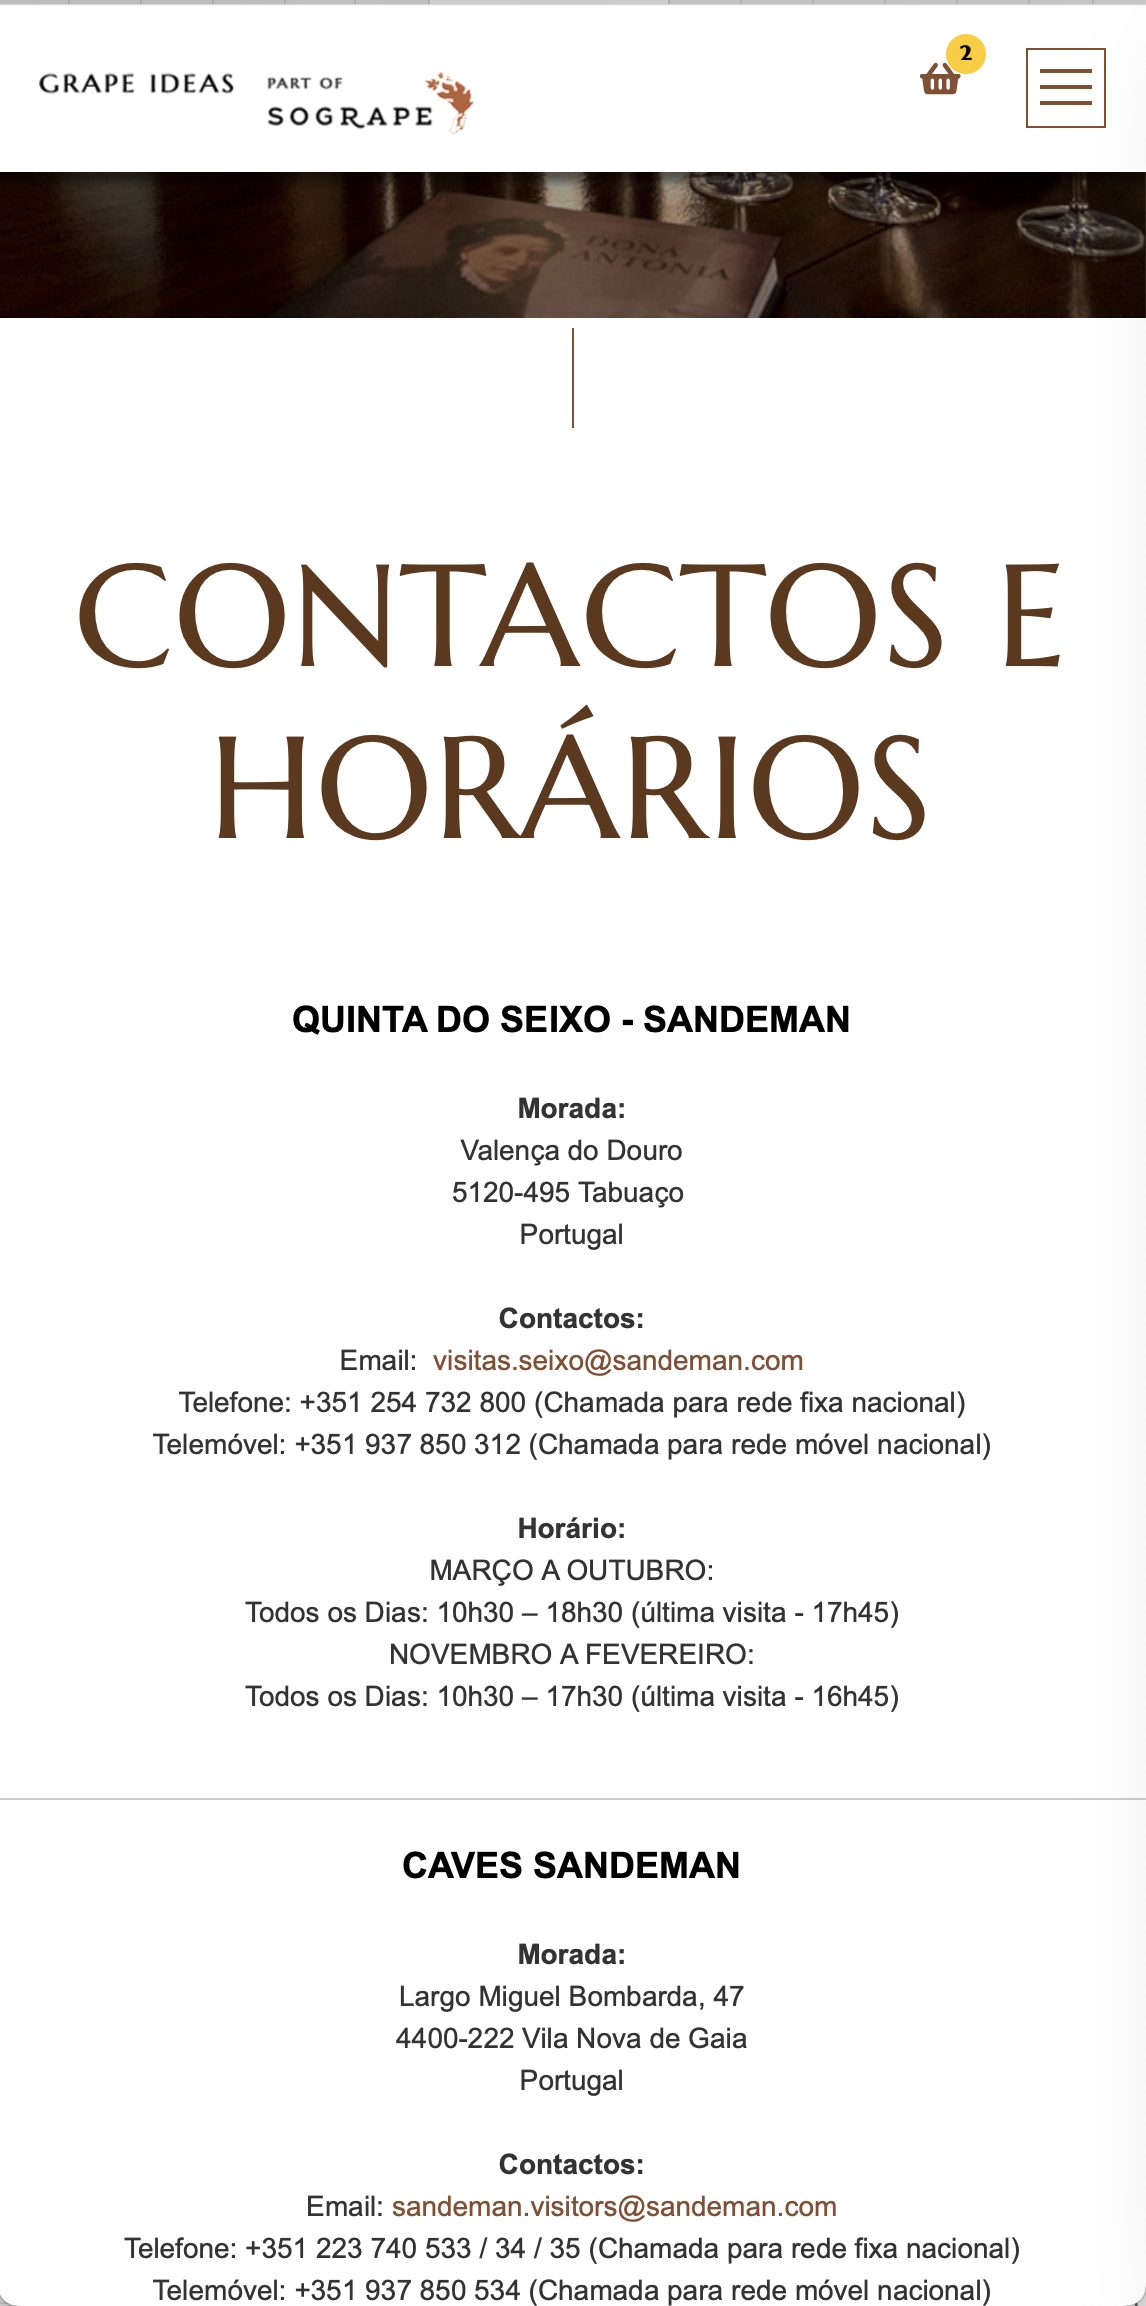 GRAPE IDEAS
PART OF
SOGRAPE
2
DONA
ANTONIA
CONTACTOS E
HORÁRIOS
QUINTA DO SEIXO - SANDEMAN
Morada:
Valença do Douro
5120-495 Tabuaço
Portugal
Contactos:
Email: visitas.seixo@sandeman.com
Telefone: +351 254 732 800 (Chamada para rede fixa nacional)
Telemóvel: +351 937 850 312 (Chamada para rede móvel nacional)
Horário:
MARÇO A OUTUBRO:
Todos os Dias: 10h30 – 18h30 (última visita - 17h45)
NOVEMBRO A FEVEREIRO:
Todos os Dias: 10h30 – 17h30 (última visita - 16h45)
CAVES SANDEMAN
Morada:
Largo Miguel Bombarda, 47
4400-222 Vila Nova de Gaia
Portugal
Contactos:
Email: sandeman.visitors@sandeman.com
Telefone: +351 223 740 533 / 34 / 35 (Chamada para rede fixa nacional)
Telemóvel: +351 937 850 534 (Chamada para rede móvel nacional)